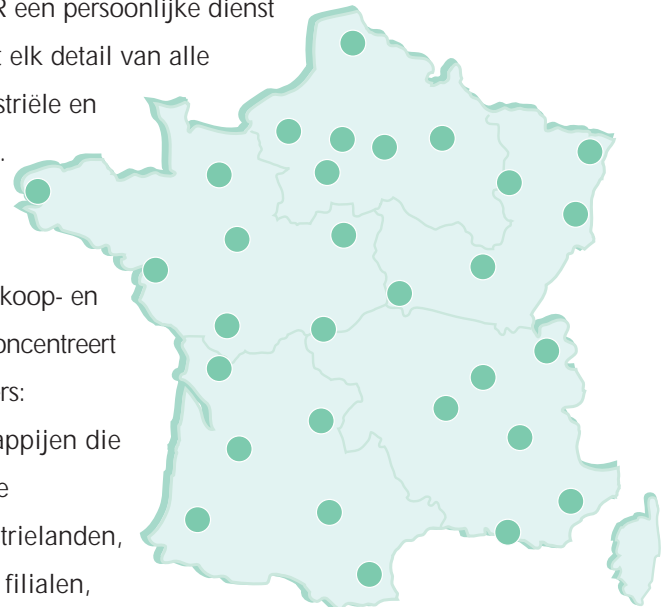 R een persoonlijke dienst
t elk detail van alle
striële en
.
koop- en
oncentreert
rs:
appijen die
e
trielanden,
filialen,